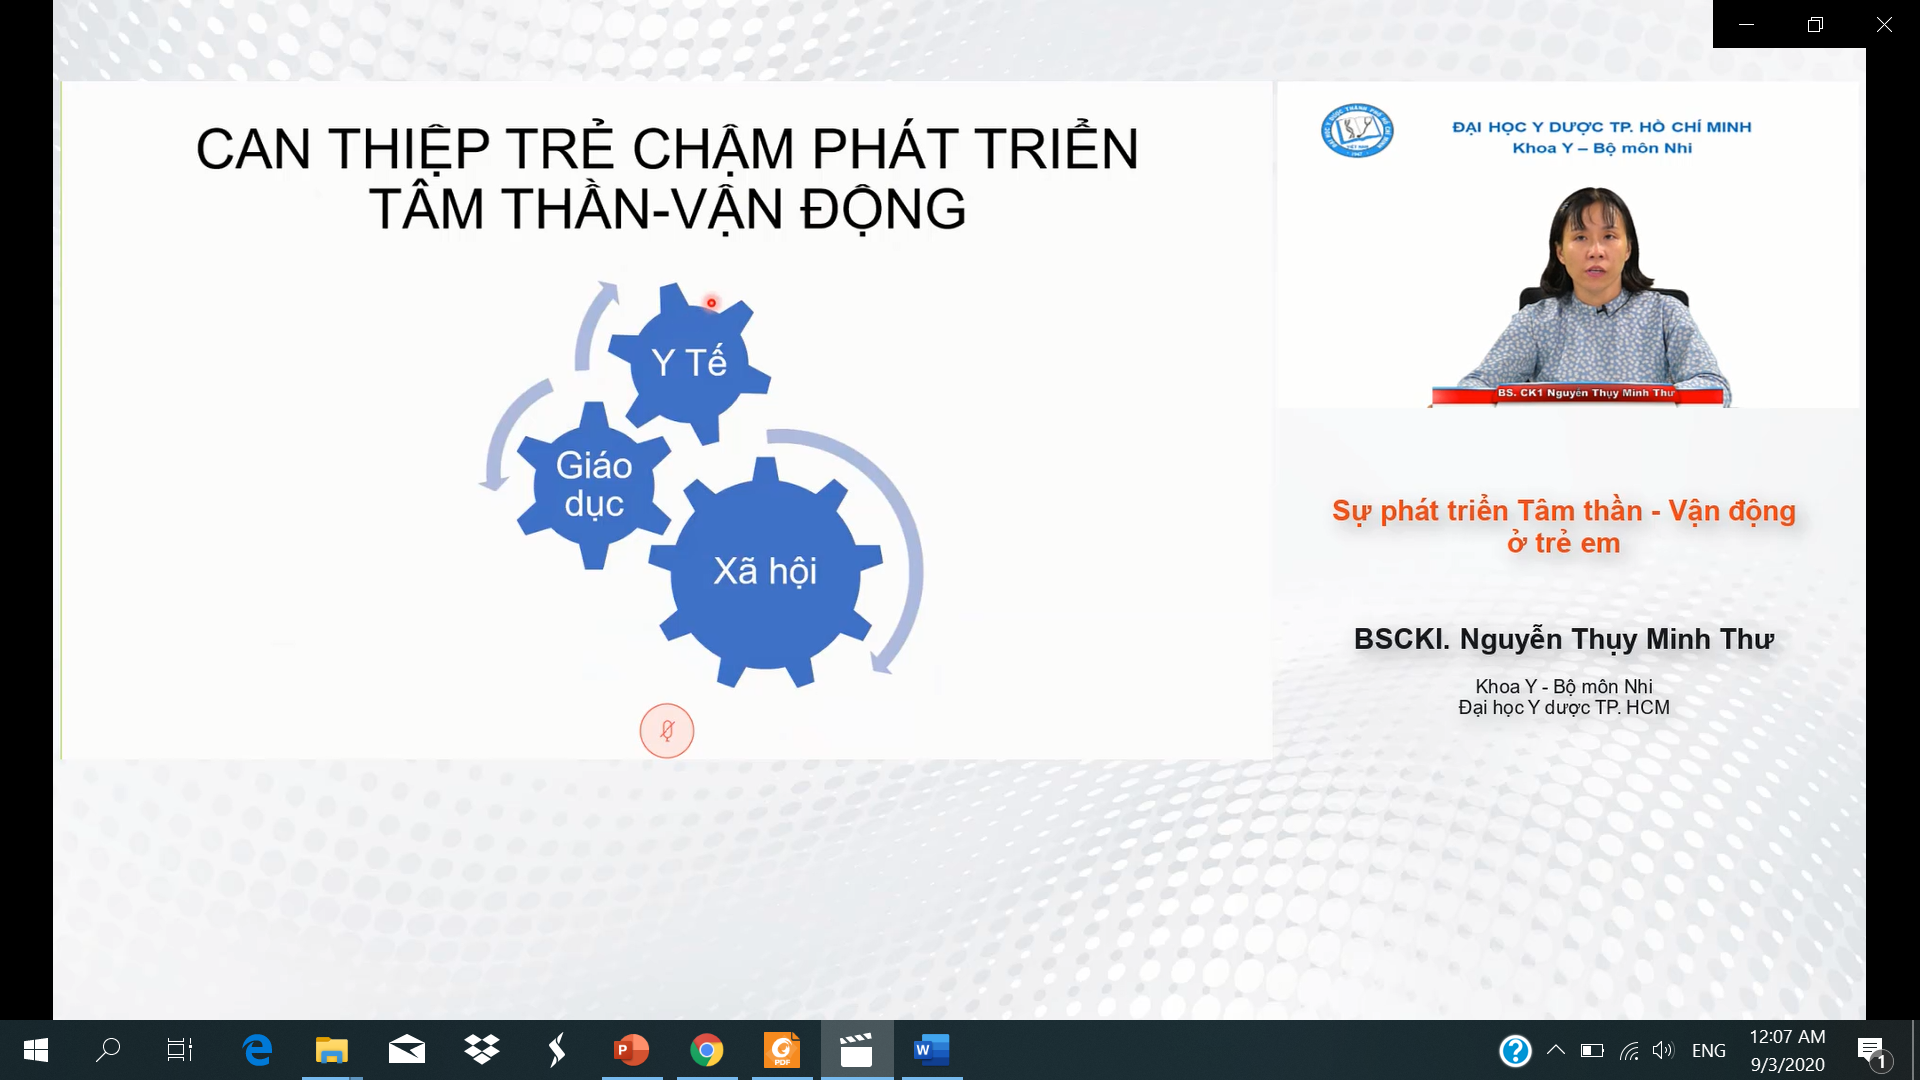 CAN THIỆP TRẺ CHẬM PHÁT TRIỂN
TÂM THẦN-VẬN ĐỘNG
Y Tế
Giáo
dục
Xã hội
ĐẠI HỌC Y DƯỢC TP. HỒ CHÍ MINH
Khoa Y – Bộ môn Nhi
BS. CK1 Nguyễn Thụy Minh Thư
Sự phát triển Tâm thần - Vận động
ở trẻ em
BSCKI. Nguyễn Thụy Minh Thư
Khoa Y - Bộ môn Nhi
Đại học Y dược TP. HCM
ENG
12:07 AM
9/3/2020
1